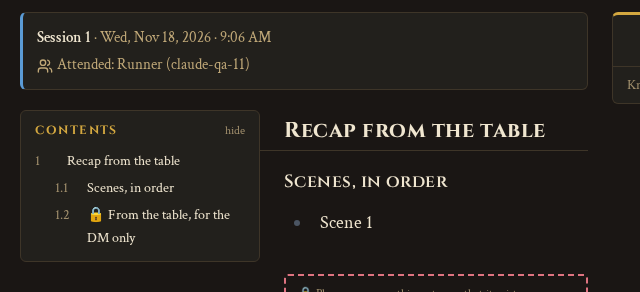 Session 1 · Wed, Nov 18, 2026 · 9:06 AM
Attended: Runner (claude-qa-11)
CONTENTS hide
1 Recap from the table
1.1 Scenes, in order
1.2 🔒 From the table, for the
DM only
Recap from the table
Scenes, in order
Scene 1